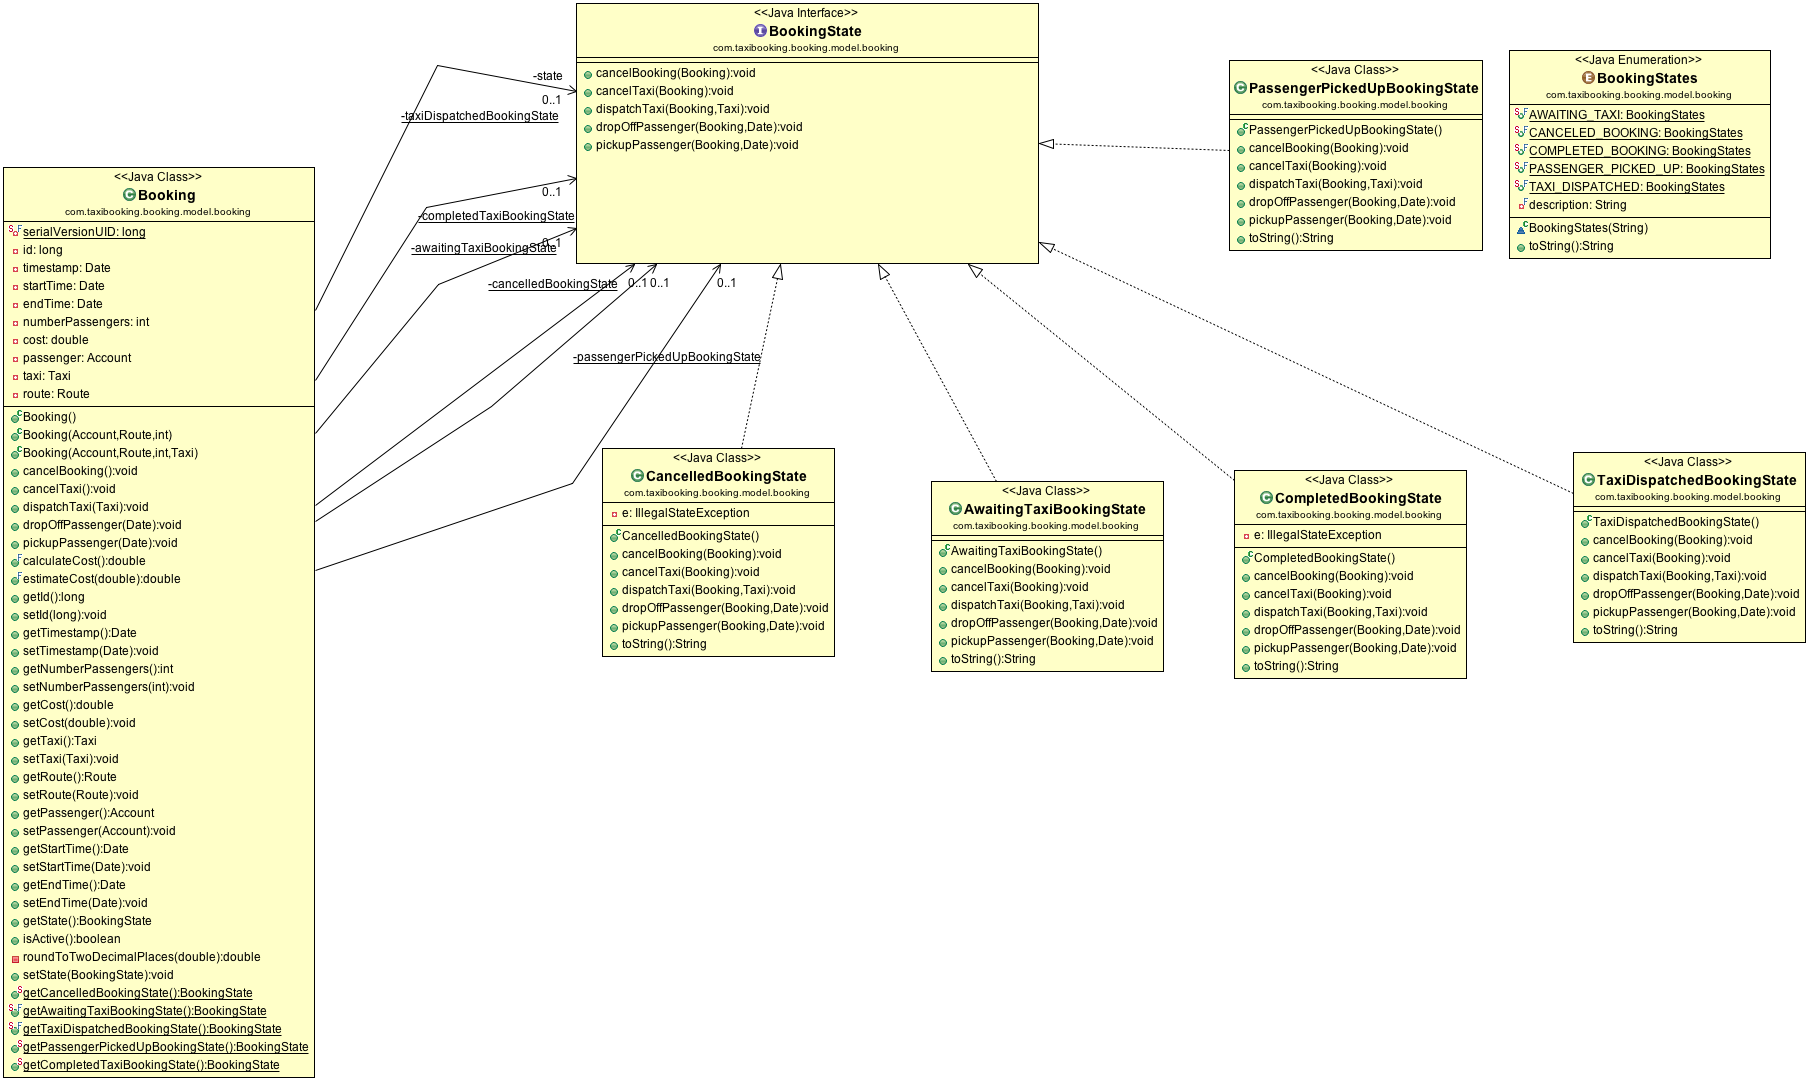 <<Java Interface>>
BookingState
com.taxibooking.booking.model.booking
cancelBooking(Booking):void
cancelTaxi(Booking):void
dispatchTaxi(Booking,Taxi):void
dropOffPassenger(Booking,Date):void
pickupPassenger(Booking,Date):void
<<Java Class>>
PassengerPickedUpBookingState
com.taxibooking.booking.model.booking
PassengerPickedUpBookingState()
cancelBooking(Booking):void
cancelTaxi(Booking):void
dispatchTaxi(Booking,Taxi):void
dropOffPassenger(Booking,Date):void
pickupPassenger(Booking,Date):void
toString():String
<<Java Enumeration>>
BookingStates
com.taxibooking.booking.model.booking
AWAITING_TAXI: BookingStates
CANCELED_BOOKING: BookingStates
COMPLETED_BOOKING: BookingStates
PASSENGER_PICKED_UP: BookingStates
TAXI_DISPATCHED: BookingStates
description: String
BookingStates(String)
toString():String
-state
0..1
-taxiDispatchedBookingState
0..1
-completedTaxiBookingState
0..1
-awaitingTaxiBookingState
-cancelledBookingState
0..1
0..1
0..1
-passengerPickedUpBookingState
<<Java Class>>
Booking
com.taxibooking.booking.model.booking
serialVersionUID: long
id: long
timestamp: Date
startTime: Date
endTime: Date
numberPassengers: int
cost: double
passenger: Account
taxi: Taxi
route: Route
Booking()
Booking(Account,Route,int)
Booking(Account,Route,int,Taxi)
cancelBooking():void
cancelTaxi():void
dispatchTaxi(Taxi):void
dropOffPassenger(Date):void
pickupPassenger(Date):void
calculateCost():double
estimateCost(double):double
getId():long
setId(long):void
getTimestamp():Date
setTimestamp(Date):void
getNumberPassengers():int
setNumberPassengers(int):void
getCost():double
setCost(double):void
getTaxi():Taxi
setTaxi(Taxi):void
getRoute():Route
setRoute(Route):void
getPassenger():Account
setPassenger(Account):void
getStartTime():Date
setStartTime(Date):void
getEndTime():Date
setEndTime(Date):void
getState():BookingState
isActive():boolean
roundToTwoDecimalPlaces(double):double
setState(BookingState):void
getCancelledBookingState():BookingState
getAwaitingTaxiBookingState():BookingState
getTaxiDispatchedBookingState():BookingState
getPassengerPickedUpBookingState():BookingState
getCompletedTaxiBookingState():BookingState
<<Java Class>>
CancelledBookingState
com.taxibooking.booking.model.booking
e: IllegalStateException
CancelledBookingState()
cancelBooking(Booking):void
cancelTaxi(Booking):void
dispatchTaxi(Booking,Taxi):void
dropOffPassenger(Booking,Date):void
pickupPassenger(Booking,Date):void
toString():String
<<Java Class>>
AwaitingTaxiBookingState
com.taxibooking.booking.model.booking
AwaitingTaxiBookingState()
cancelBooking(Booking):void
cancelTaxi(Booking):void
dispatchTaxi(Booking,Taxi):void
dropOffPassenger(Booking,Date):void
pickupPassenger(Booking,Date):void
toString():String
<<Java Class>>
CompletedBookingState
com.taxibooking.booking.model.booking
e: IllegalStateException
CompletedBookingState()
cancelBooking(Booking):void
cancelTaxi(Booking):void
dispatchTaxi(Booking,Taxi):void
dropOffPassenger(Booking,Date):void
pickupPassenger(Booking,Date):void
toString():String
<<Java Class>>
TaxiDispatchedBookingState
com.taxibooking.booking.model.booking
TaxiDispatchedBookingState()
cancelBooking(Booking):void
cancelTaxi(Booking):void
dispatchTaxi(Booking,Taxi):void
dropOffPassenger(Booking,Date):void
pickupPassenger(Booking,Date):void
toString():String